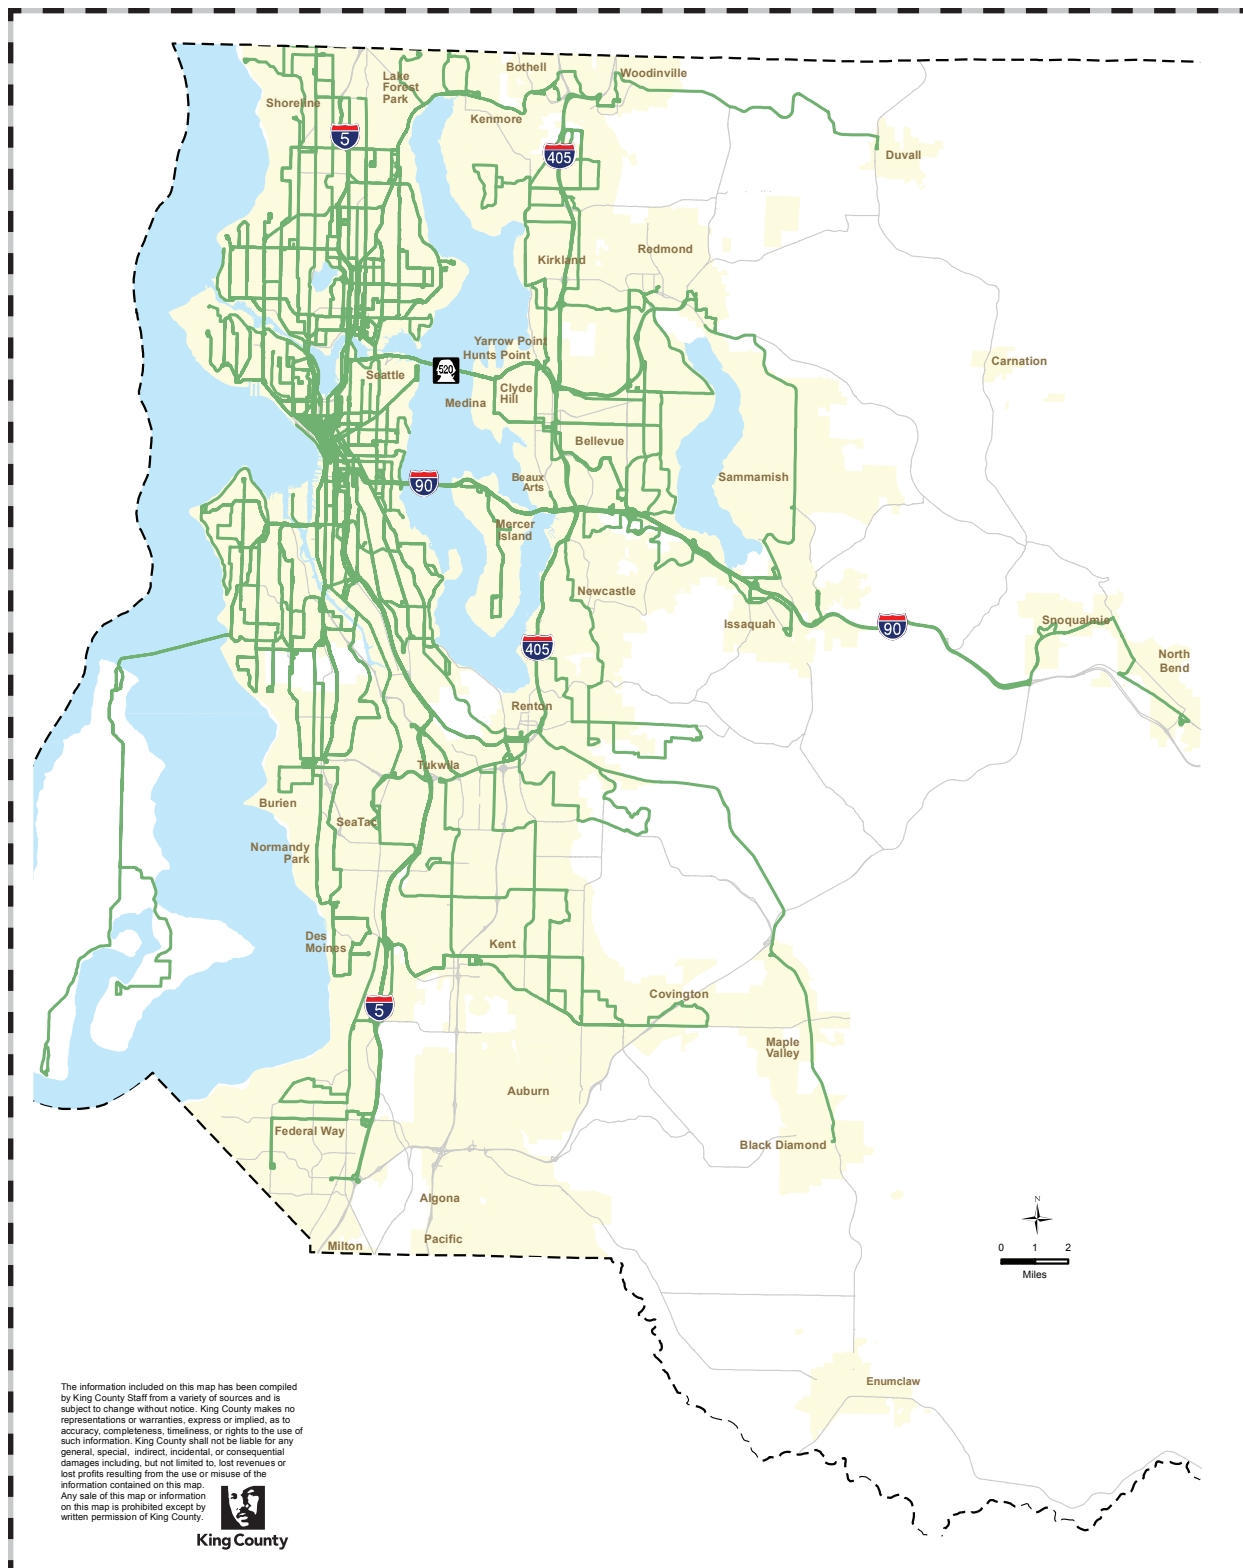 Bothell
Woodinville
Lake
Forest
Park
Shoreline
Kenmore
5
405
Duvall
Redmond
Kirkland
Yarrow Point
Hunts Point
Carnation
520
Seattle
Clyde
Hill
Medina
Bellevue
Beaux
Arts
Sammamish
90
Mercer
Island
Newcastle
Issaquah
90
Snoqualmie
405
North
Bend
Renton
Tukwila
Burien
SeaTac
Normandy
Park
Des
Moines
Kent
Covington
5
Maple
Valley
Auburn
Federal Way
Black Diamond
Algona
N
Pacific
Milton
0 1 2
Miles
Enumclaw
The information included on this map has been compiled
by King County Staff from a variety of sources and is
subject to change without notice. King County makes no
representations or warranties, express or implied, as to
accuracy, completeness, timeliness, or rights to the use of
such information. King County shall not be liable for any
general, special, indirect, incidental, or consequential
damages including, but not limited to, lost revenues or
lost profits resulting from the use or misuse of the
information contained on this map.
Any sale of this map or information
on this map is prohibited except by
written permission of King County.
King County